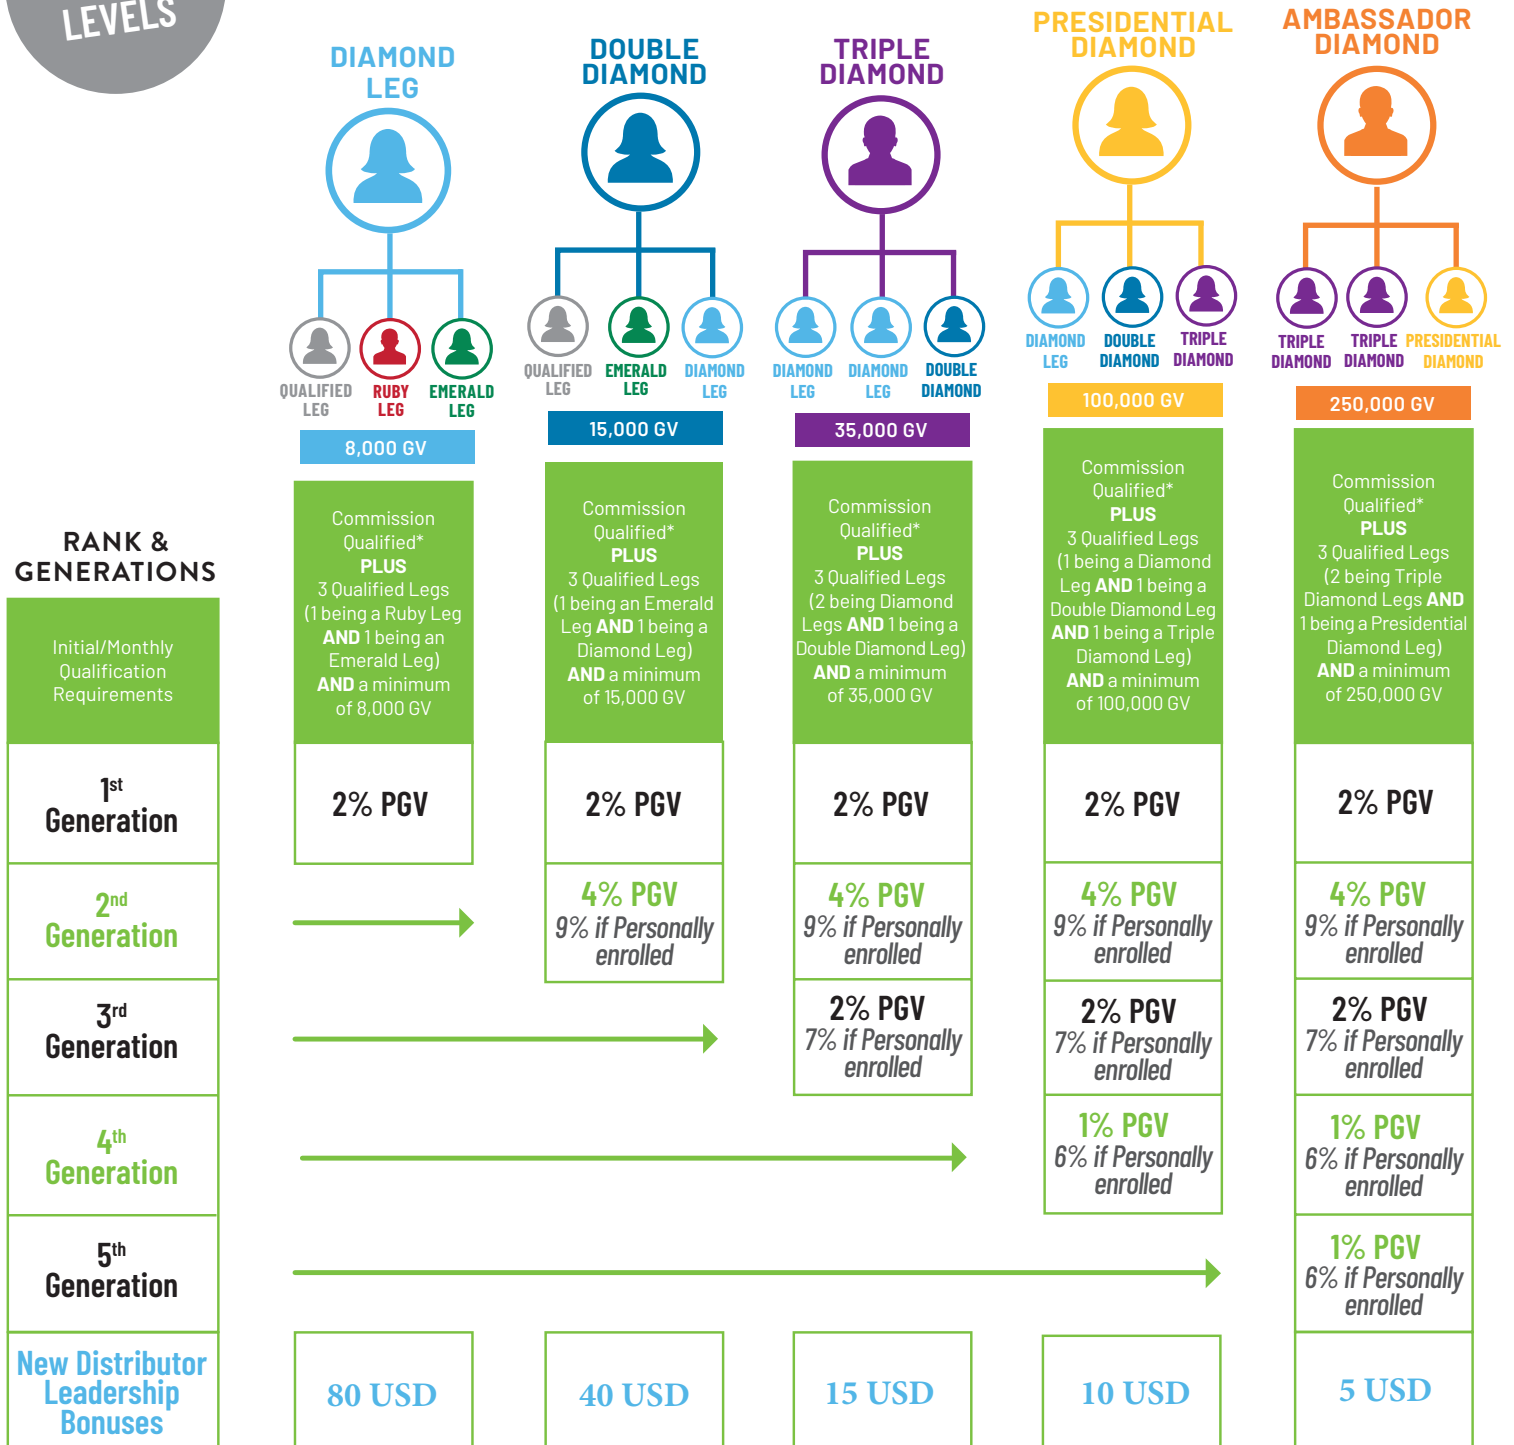 LEVELS
DIAMOND
LEG
QUALIFIED
LEG
RUBY
LEG
EMERALD
LEG
8,000 GV
DOUBLE
DIAMOND
QUALIFIED
LEG
EMERALD
LEG
DIAMOND
LEG
15,000 GV
TRIPLE
DIAMOND
DIAMOND
LEG
DIAMOND
LEG
DOUBLE
DIAMOND
35,000 GV
PRESIDENTIAL
DIAMOND
DIAMOND
LEG
DOUBLE
DIAMOND
TRIPLE
DIAMOND
100,000 GV
AMBASSADOR
DIAMOND
TRIPLE
DIAMOND
TRIPLE
DIAMOND
PRESIDENTIAL
DIAMOND
250,000 GV
RANK &
GENERATIONS
Initial/Monthly
Qualification
Requirements
Commission
Qualified*
PLUS
3 Qualified Legs
(1 being a Ruby Leg
AND 1 being an
Emerald Leg)
AND a minimum
of 8,000 GV
Commission
Qualified*
PLUS
3 Qualified Legs
(1 being an Emerald
Leg AND 1 being a
Diamond Leg)
AND a minimum
of 15,000 GV
Commission
Qualified*
PLUS
3 Qualified Legs
(2 being Diamond
Legs AND 1 being a
Double Diamond Leg)
AND a minimum
of 35,000 GV
Commission
Qualified*
PLUS
3 Qualified Legs
(1 being a Diamond
Leg AND 1 being a
Double Diamond Leg
AND 1 being a Triple
Diamond Leg)
AND a minimum
of 100,000 GV
Commission
Qualified*
PLUS
3 Qualified Legs
(2 being Triple
Diamond Legs AND
1 being a Presidential
Diamond Leg)
AND a minimum
of 250,000 GV
1st
Generation
2% PGV
2% PGV
2% PGV
2% PGV
2% PGV
2nd
Generation
4% PGV
9% if Personally
enrolled
4% PGV
9% if Personally
enrolled
4% PGV
9% if Personally
enrolled
4% PGV
9% if Personally
enrolled
3rd
Generation
2% PGV
7% if Personally
enrolled
2% PGV
7% if Personally
enrolled
2% PGV
7% if Personally
enrolled
4th
Generation
1% PGV
6% if Personally
enrolled
1% PGV
6% if Personally
enrolled
5th
Generation
1% PGV
6% if Personally
enrolled
New Distributor
Leadership
Bonuses
80 USD
40 USD
15 USD
10 USD
5 USD